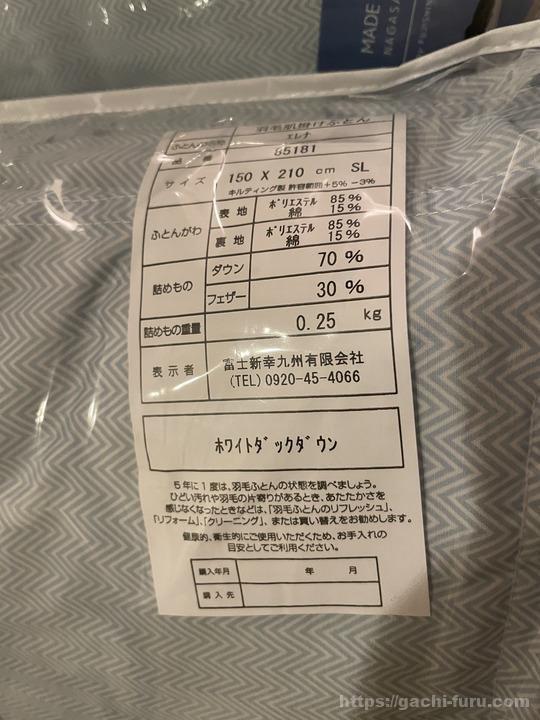 MADE
NAGASA
羽毛肌掛けふとん
エレナ
品 番 85181
サイズ 150 X 210 cm SL
キルティング製 許容範囲+5% −3%
ふとんがわ 表 地 ポリエステル 85%
綿 15%
裏 地 ポリエステル 85%
綿 15%
詰めもの ダウン 70 %
フェザー 30 %
詰めもの重量 0.25 kg
表 示 者 富士新幸九州有限会社
(TEL) 0920-45-4066
ホワイトダックダウン
5年に1度は、羽毛ふとんの状態を調べましょう。
ひどい汚れや羽毛の片寄りがあるとき、あたたかさを
感じなくなったときなどは、「羽毛ふとんのリフレッシュ」、
「リフォーム」、「クリーニング」、または買い替えをお勧めします。
健康的、衛生的にご使用いただくため、お手入れの
目安としてご利用ください。
購入年月 年 月
購 入 先
https://gachi-furu.com